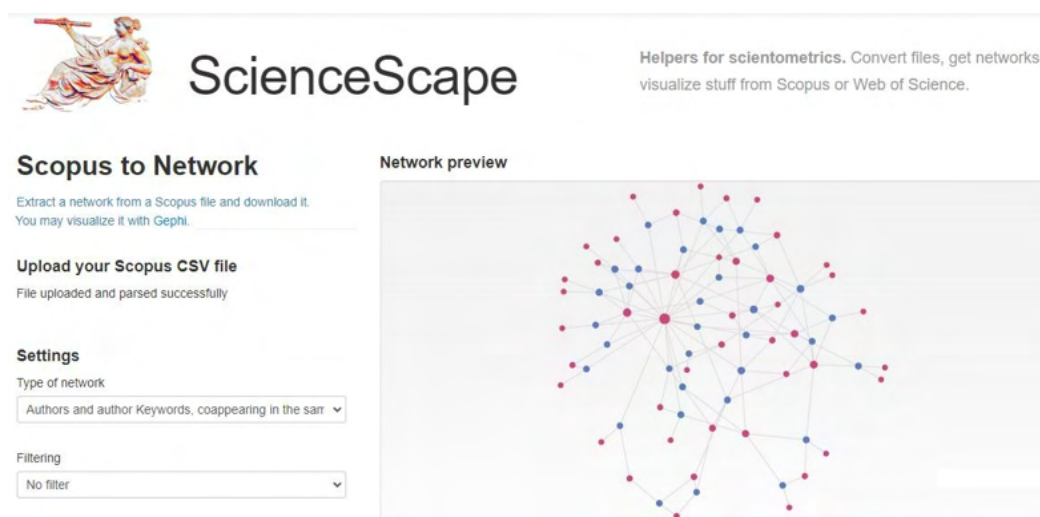 ScienceScape
Helpers for scientometrics. Convert files, get networks
visualize stuff from Scopus or Web of Science.
Scopus to Network
Extract a network from a Scopus file and download it.
You may visualize it with Gephi.
Upload your Scopus CSV file
File uploaded and parsed successfully
Settings
Type of network
Authors and author Keywords, coappearing in the sam
Filtering
No filter
Network preview